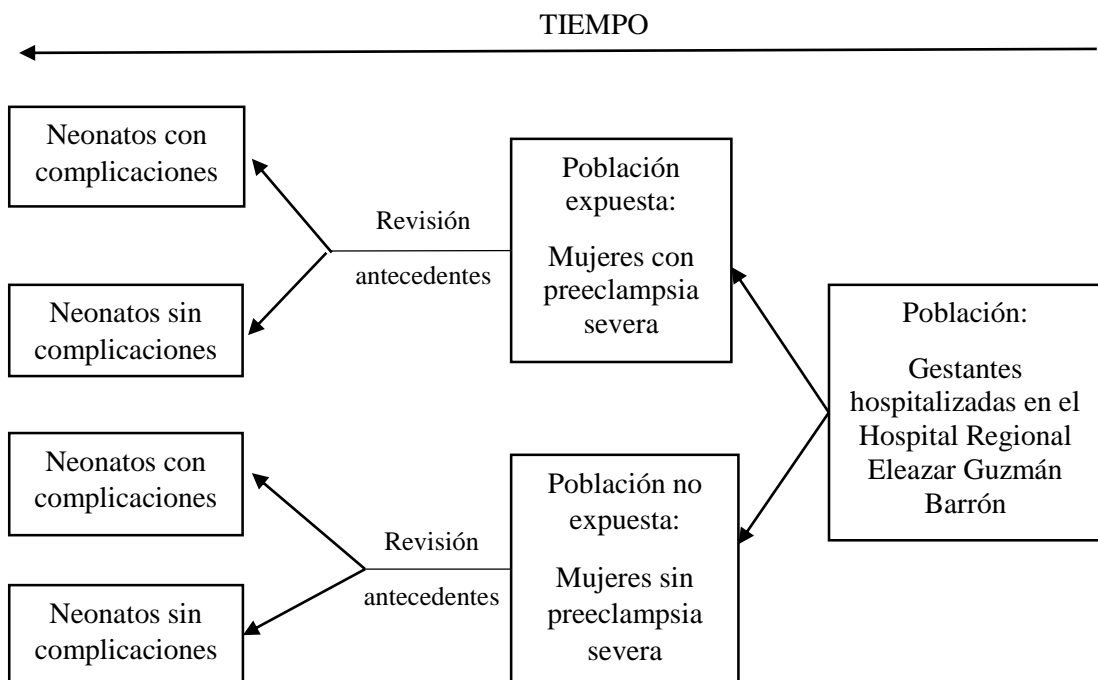 TIEMPO
Neonatos con
complicaciones
Neonatos sin
complicaciones
Revisión
antecedentes
Población
expuesta:
Mujeres con
preeclampsia
severa
Población:
Gestantes
hospitalizadas en el
Hospital Regional
Eleazar Guzmán
Barrón
Neonatos con
complicaciones
Neonatos sin
complicaciones
Revisión
antecedentes
Población no
expuesta:
Mujeres sin
preeclampsia
severa